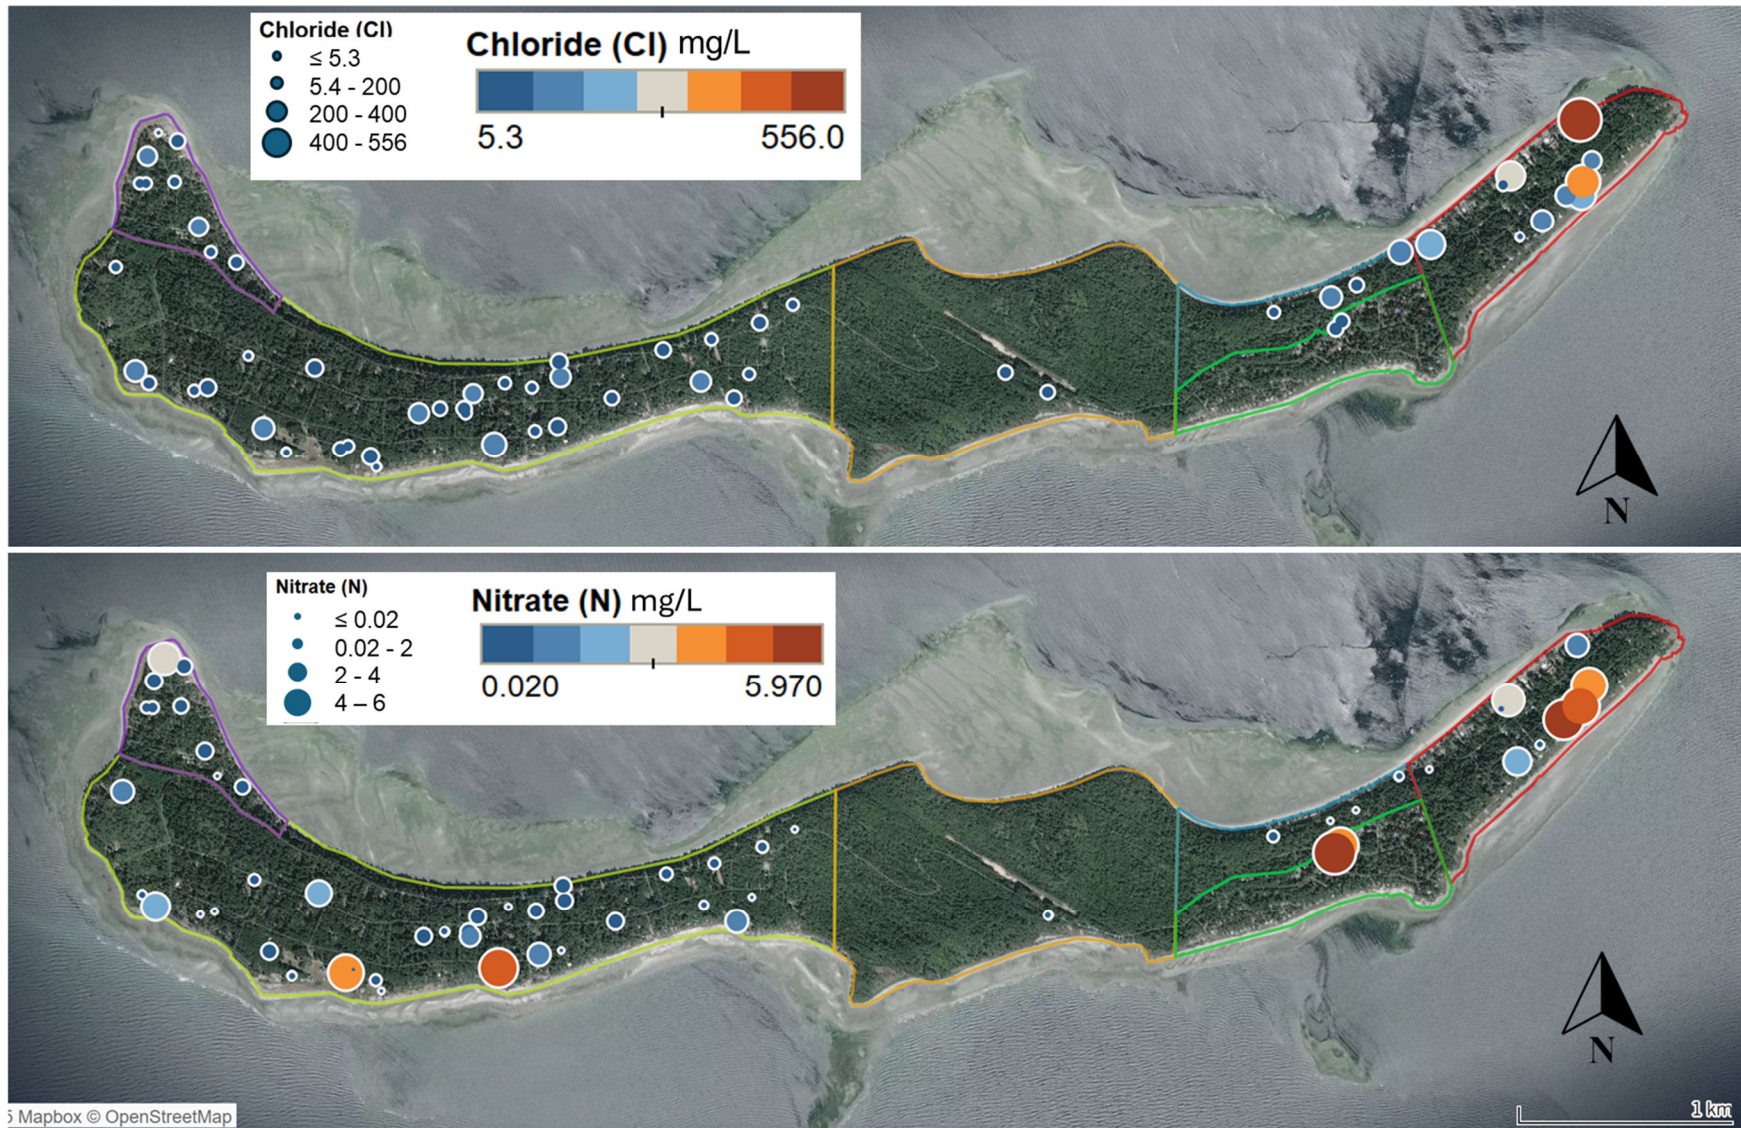 Chloride (Cl)
≤ 5.3
5.4 - 200
200 - 400
400 - 556
Chloride (Cl) mg/L
5.3 556.0
N
Nitrate (N)
≤ 0.02
0.02 - 2
2 - 4
4 – 6
Nitrate (N) mg/L
0.020 5.970
N
5 Mapbox © OpenStreetMap
1 km